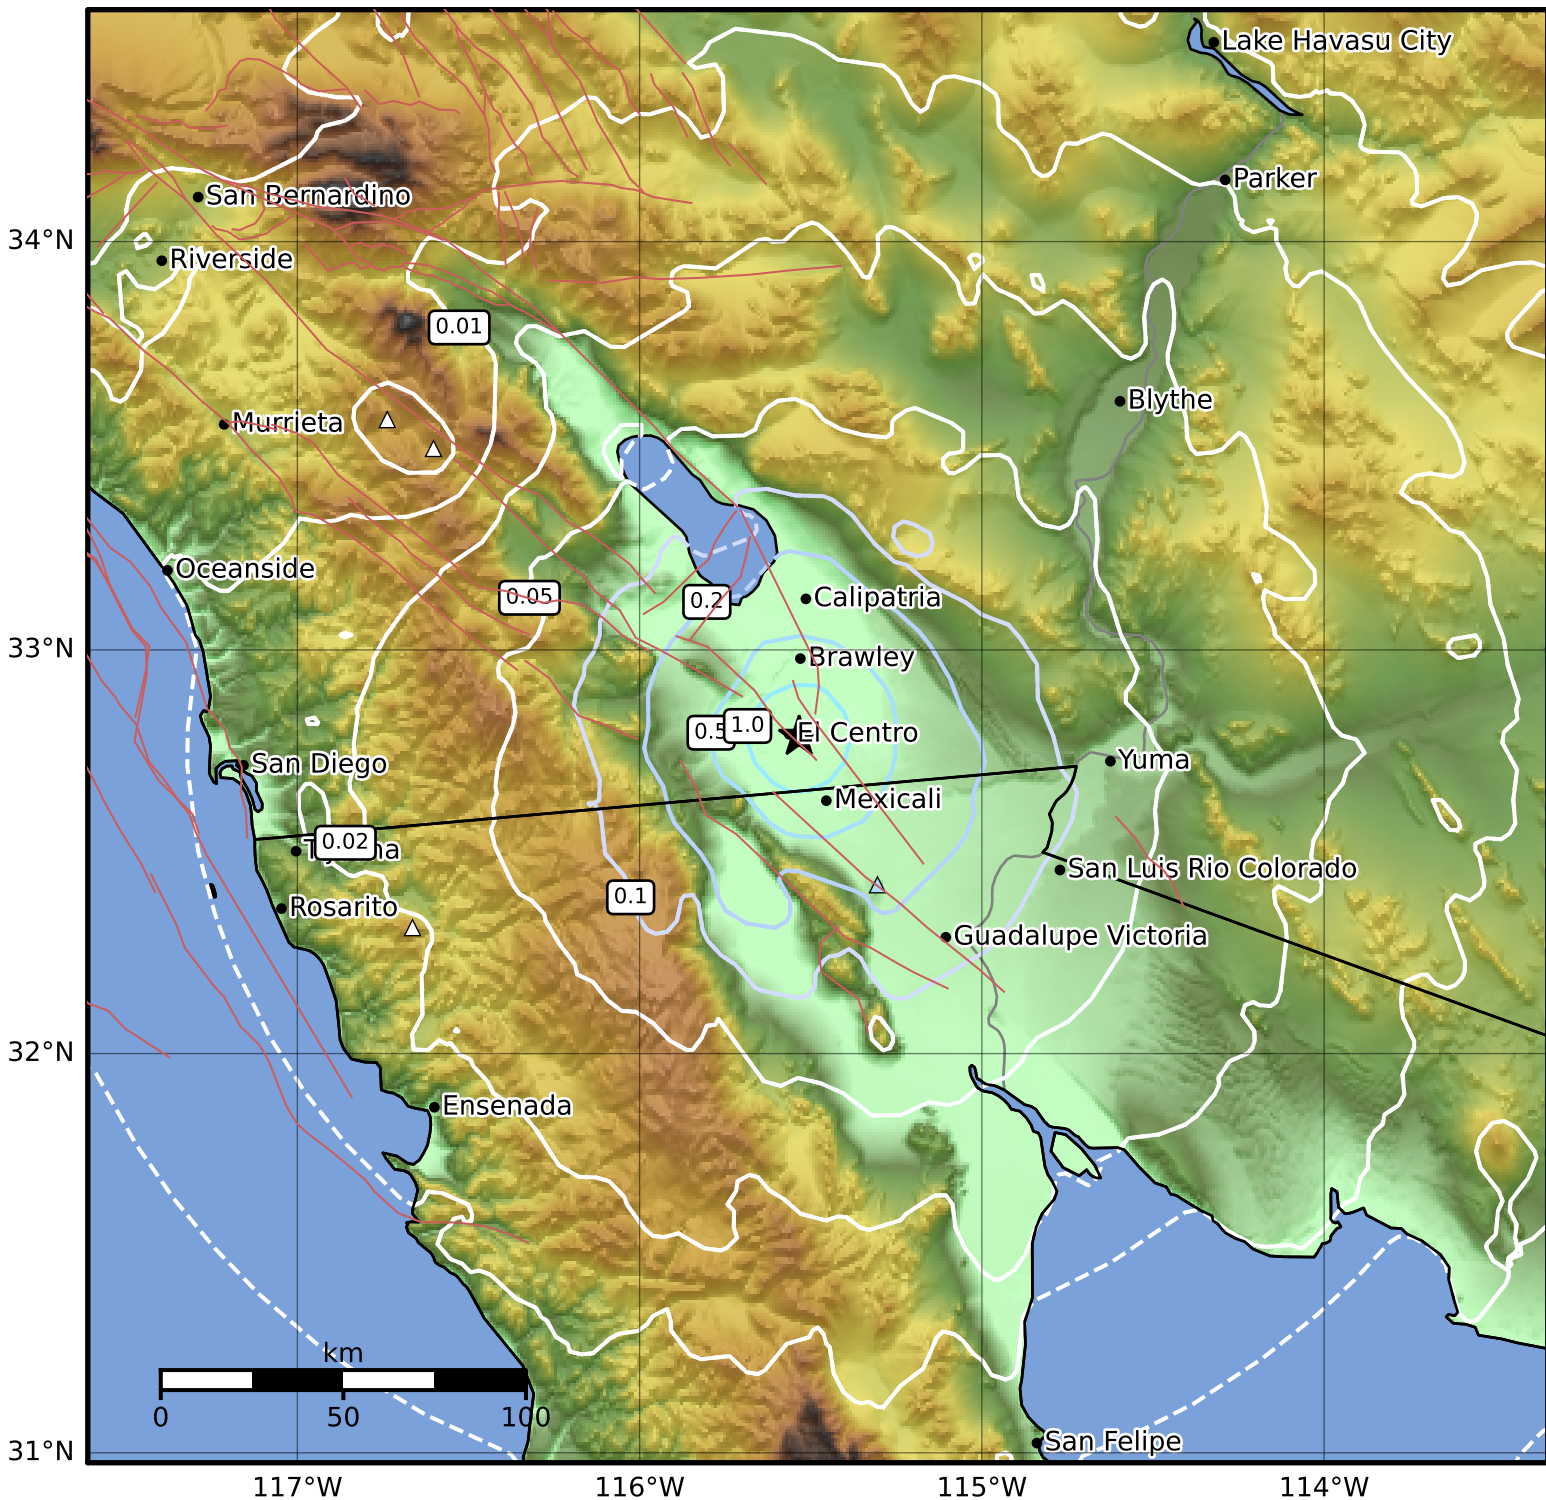 Lake Havasu City
Parker
San Bernardino
34°N
Riverside
0.01
Blythe
Murrieta
Oceanside
0.05
0.2
Calipatria
33°N
Brawley
0.5
1.0
El Centro
San Diego
Yuma
Mexicali
0.02
San Luis Rio Colorado
0.1
Rosarito
Guadalupe Victoria
32°N
Ensenada
km
0 50 100
San Felipe
31°N
117°W 116°W 115°W 114°W